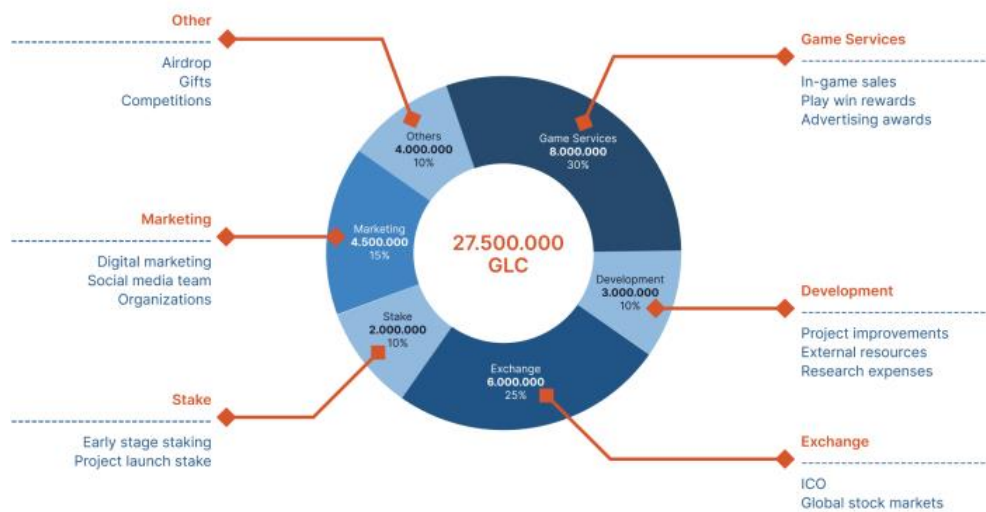 Other
Airdrop
Gifts
Competitions
Marketing
Digital marketing
Social media team
Organizations
Stake
Early stage staking
Project launch stake
Others
4.000.000
10%
Game Services
8.000.000
30%
Marketing
4.500.000
15%
27.500.000
GLC
Development
3.000.000
10%
Stake
2.000.000
10%
Exchange
6.000.000
25%
Game Services
In-game sales
Play win rewards
Advertising awards
Development
Project improvements
External resources
Research expenses
Exchange
ICO
Global stock markets